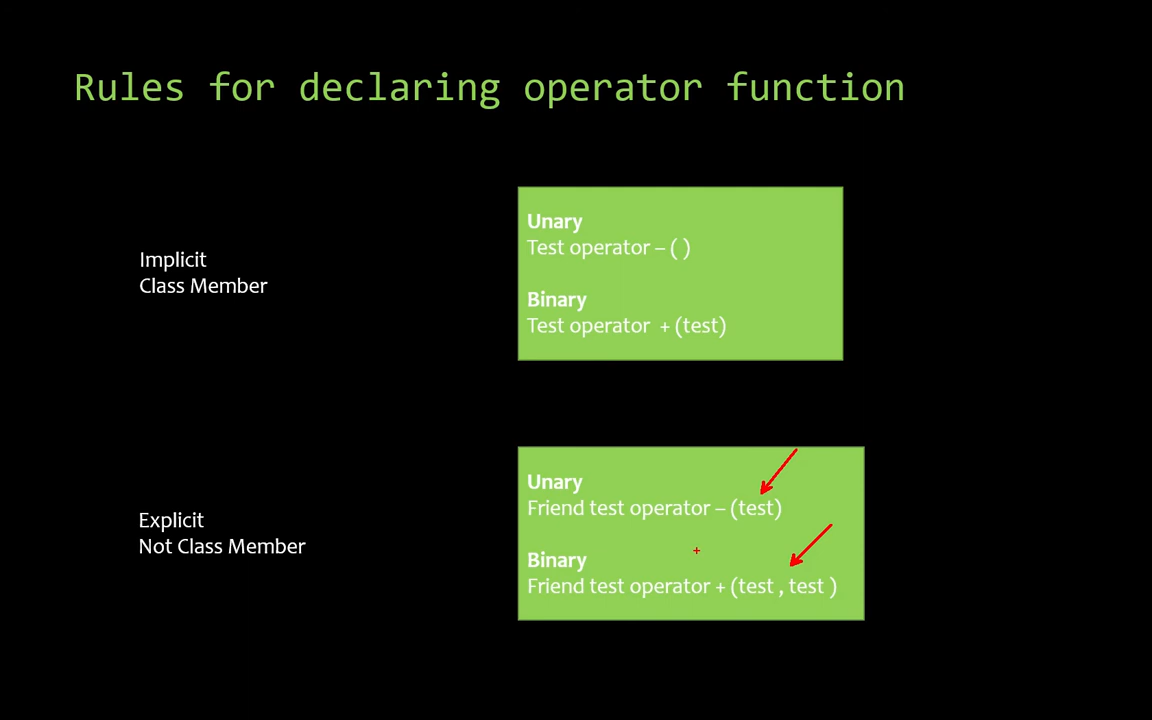 Rules for declaring operator function
Implicit
Class Member
Unary
Test operator – ( )
Binary
Test operator  + (test)
Explicit
Not Class Member
Unary
Friend test operator – (test)
Binary
Friend test operator + (test , test )